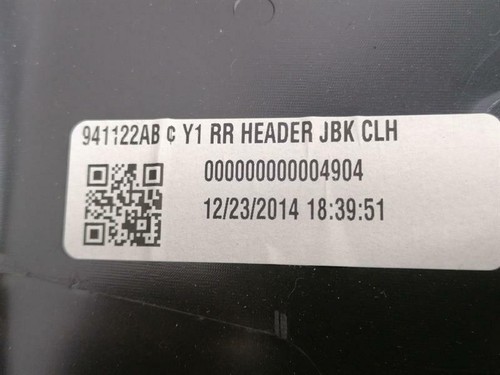 941122AB ¢ Y1 RR HEADER JBK CLH
000000000004904
12/23/2014 18:39:51